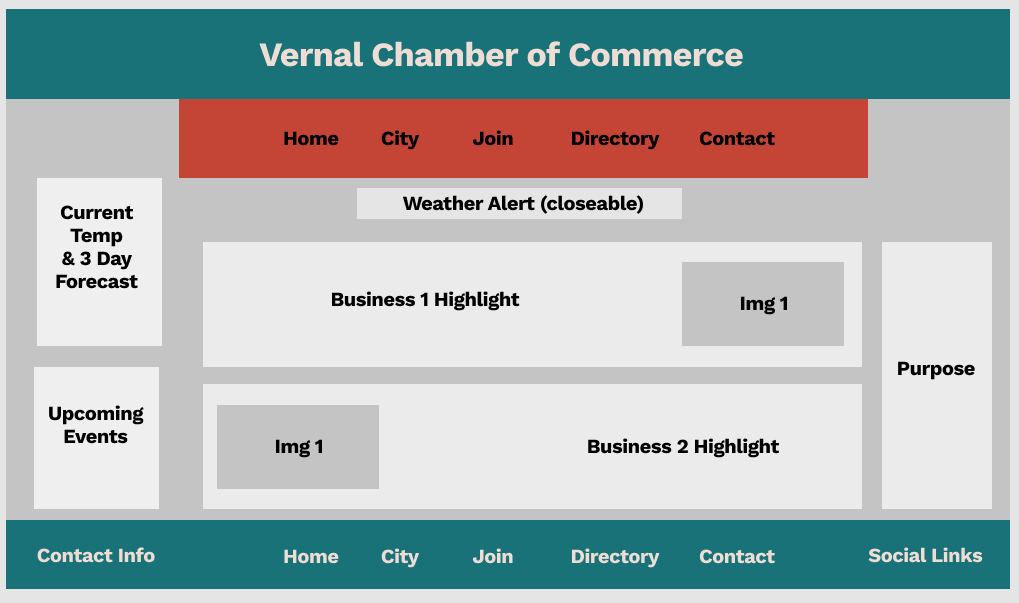 Vernal Chamber of Commerce
Home City Join Directory Contact
Weather Alert (closeable)
Current
Temp
& 3 Day
Forecast
Upcoming
Events
Business 1 Highlight
Img 1
Img 1
Business 2 Highlight
Purpose
Contact Info
Home City Join Directory Contact
Social Links